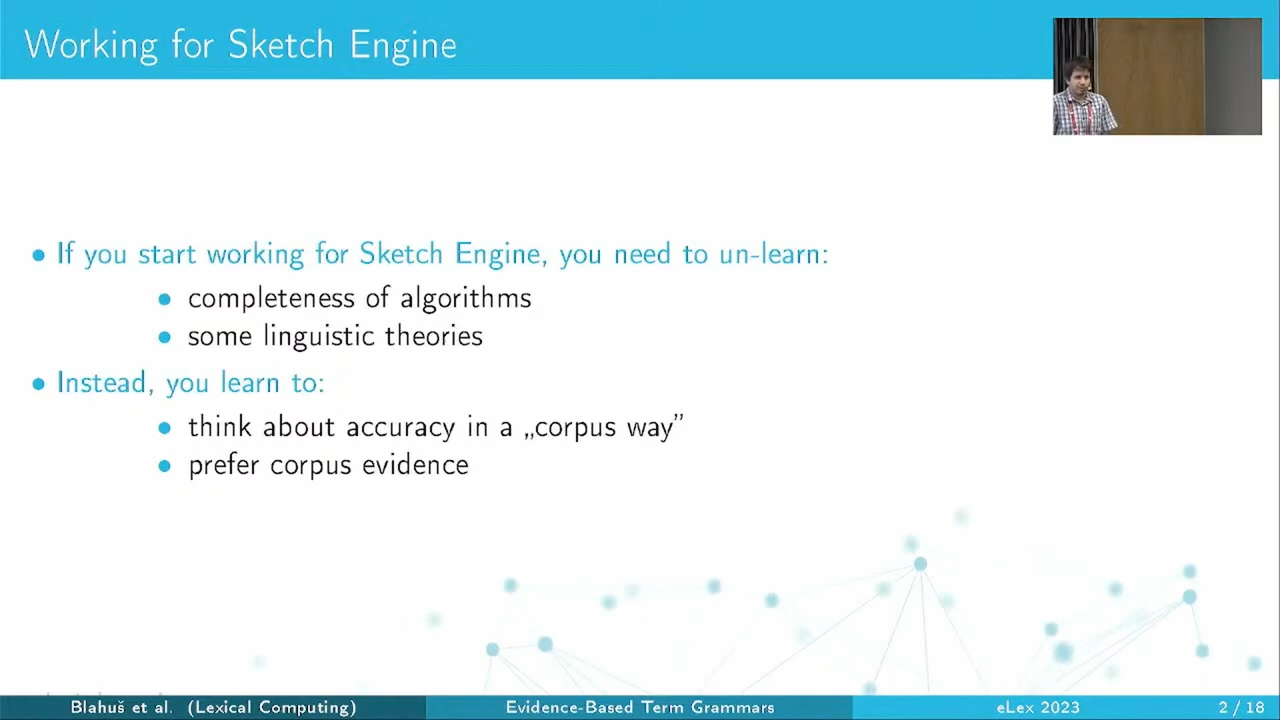 Working for Sketch Engine
• If you start working for Sketch Engine, you need to un-learn:
• completeness of algorithms
• some linguistic theories
• Instead, you learn to:
• think about accuracy in a „corpus way”
• prefer corpus evidence
Blahuš et al. (Lexical Computing) Evidence-Based Term Grammars eLex 2023 2 / 18